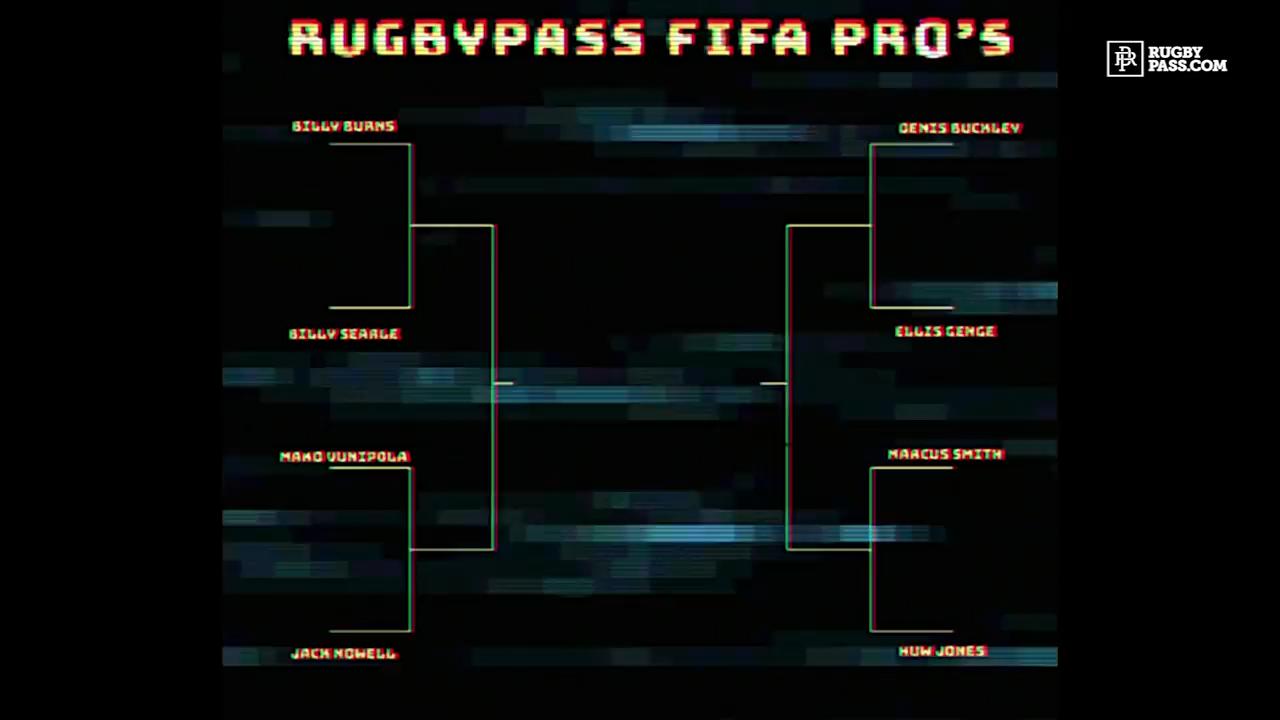 RUGBYPASS FIFA PRO'S
RUGBY
PASS.COM
BILLY BURNS
DENIS BUCKLEY
BILLY SEARLE
ELLIS GENGE
MAKO VUNIPOLA
MARCUS SMITH
JACK NOWELL
HUW JONES